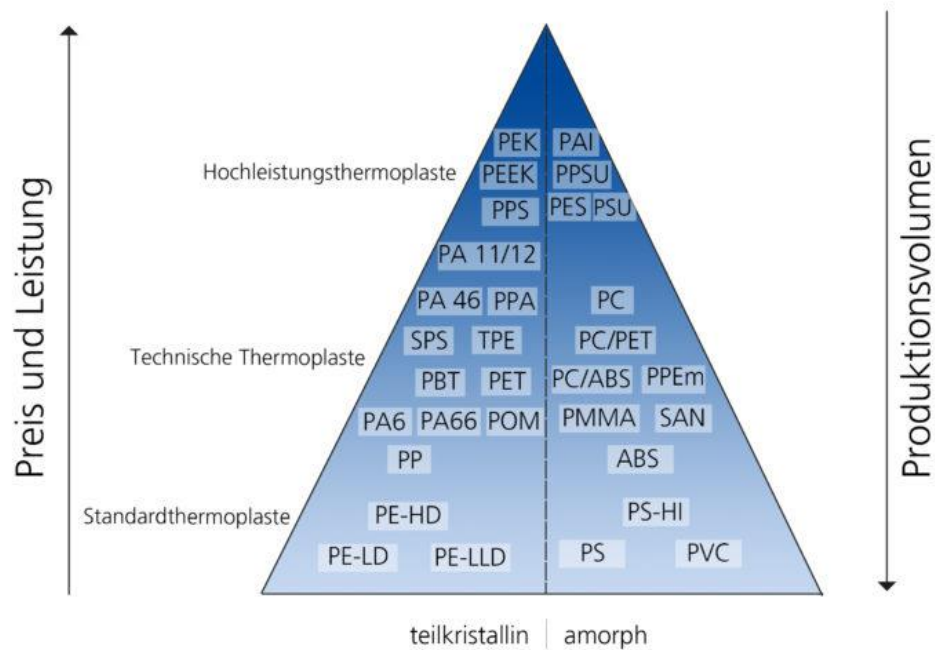 Preis und Leistung
Produktionsvolumen
Hochleistungsthermoplaste
PEK PAI
PEEK PPSU
PPS PES PSU
PA 11/12
PA 46 PPA PC
Technische Thermoplaste
SPS TPE PC/PET
PBT PET PC/ABS PPEm
PA6 PA66 POM PMMA SAN
PP ABS
Standardthermoplaste
PE-HD PS-HI
PE-LD PE-LLD PS PVC
teilkristallin | amorph